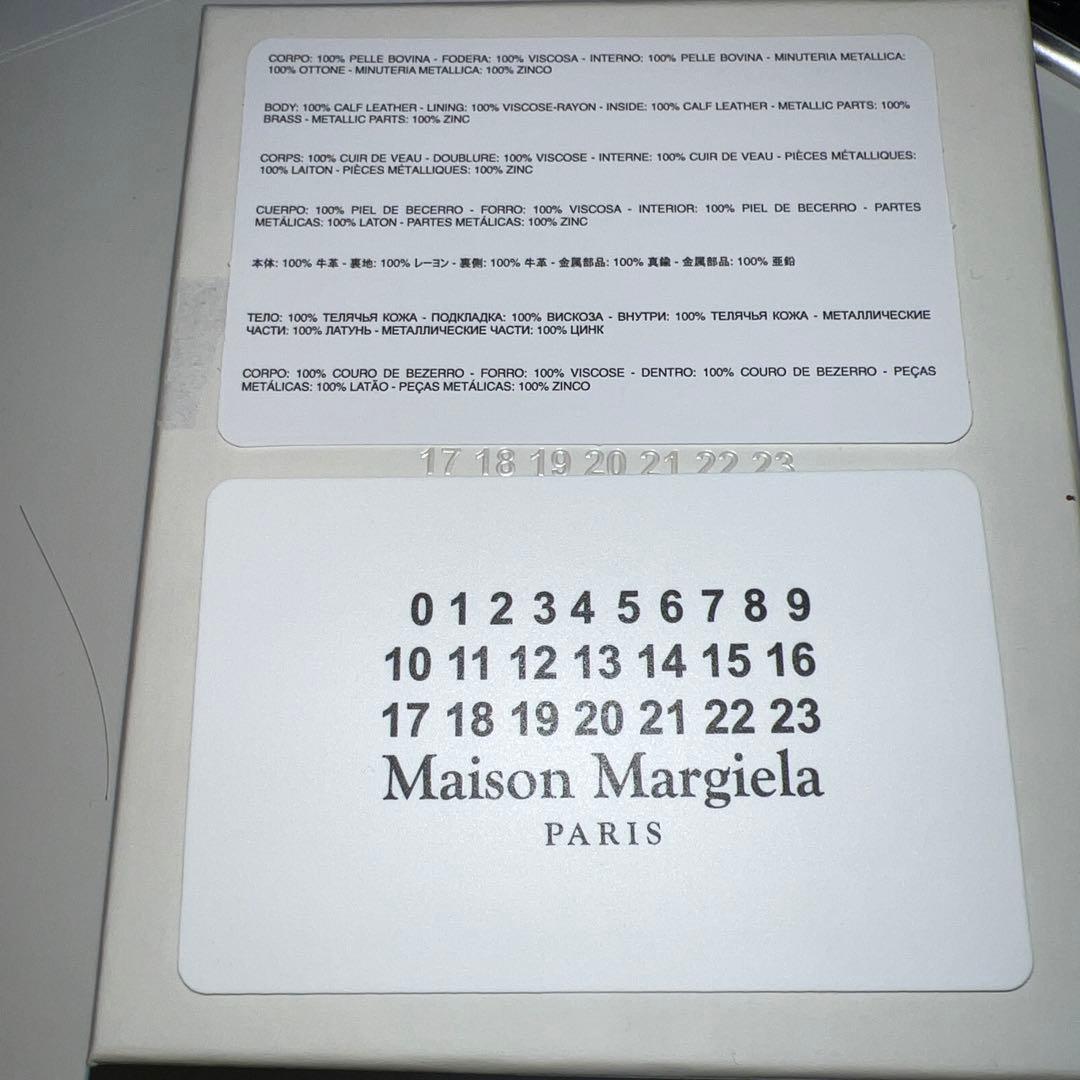 CORPO: 100% PELLE BOVINA - FODERA: 100% VISCOSA - INTERNO: 100% PELLE BOVINA - MINUTERIA METALLICA:
100% OTTONE - MINUTERIA METALLICA: 100% ZINCO
BODY: 100% CALF LEATHER - LINING: 100% VISCOSE-RAYON - INSIDE: 100% CALF LEATHER - METALLIC PARTS: 100%
BRASS - METALLIC PARTS: 100% ZINC
CORPS: 100% CUIR DE VEAU - DOUBLURE: 100% VISCOSE - INTERNE: 100% CUIR DE VEAU - PIÈCES MÉTALLIQUES:
100% LAITON - PIÈCES MÉTALLIQUES: 100% ZINC
CUERPO: 100% PIEL DE BECERRO - FORRO: 100% VISCOSA - INTERIOR: 100% PIEL DE BECERRO - PARTES
METÁLICAS: 100% LATON - PARTES METÁLICAS: 100% ZINC
本体: 100% 牛革 - 裏地: 100% レーヨン - 裏側: 100% 牛革 - 金属部品: 100% 真鍮 - 金属部品: 100% 亜鉛
ТЕЛО: 100% ТЕЛЯЧЬЯ КОЖА - ПОДКЛАДКА: 100% ВИСКОЗА - ВНУТРИ: 100% ТЕЛЯЧЬЯ КОЖА - МЕТАЛЛИЧЕСКИЕ
ЧАСТИ: 100% ЛАТУНЬ - МЕТАЛЛИЧЕСКИЕ ЧАСТИ: 100% ЦИНК
CORPO: 100% COURO DE BEZERRO - FORRO: 100% VISCOSE - DENTRO: 100% COURO DE BEZERRO - PEÇAS
METÁLICAS: 100% LATÃO - PEÇAS METÁLICAS: 100% ZINCO
17 18 19 20 21 22 23
0 1 2 3 4 5 6 7 8 9
10 11 12 13 14 15 16
17 18 19 20 21 22 23
Maison Margiela
PARIS